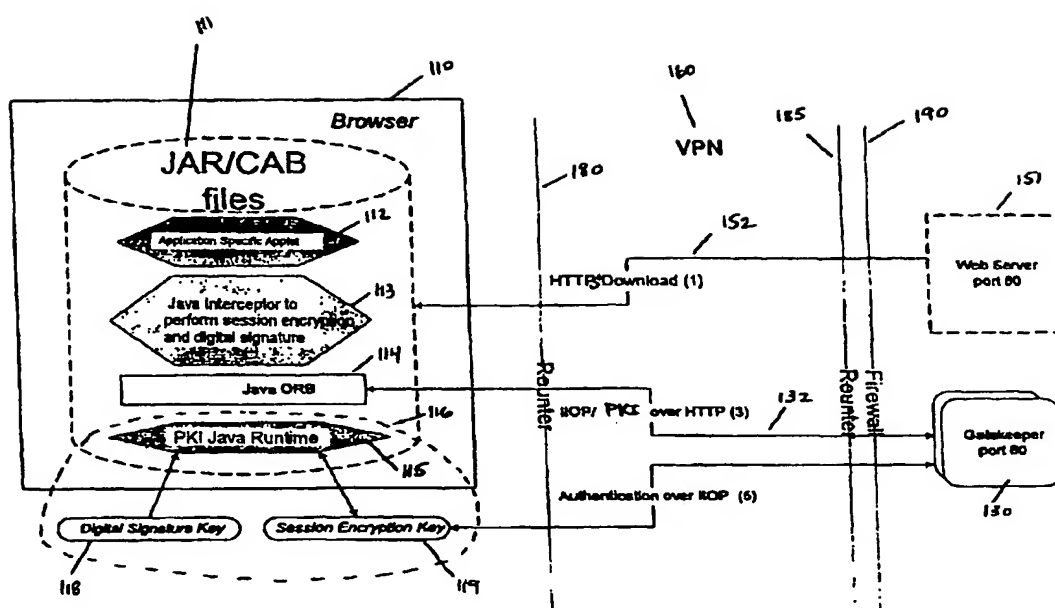 111
110
Browser
JAR/CAB
files
112
Application Specific Applet
113
Java Interceptor to
perform session encryption
and digital signature
114
Java ORB
116
PKI Java Runtime
115
Digital Signature Key
Session Encryption Key
118
119
160
VPN
180
185
190
151
152
Web Server
port 80
HTTPS Download (1)
Rounter
IIOP/ PKI over HTTP (3)
132
Rounter
Firewall
Gatekeeper
port 80
Authentication over IIOP (5)
130